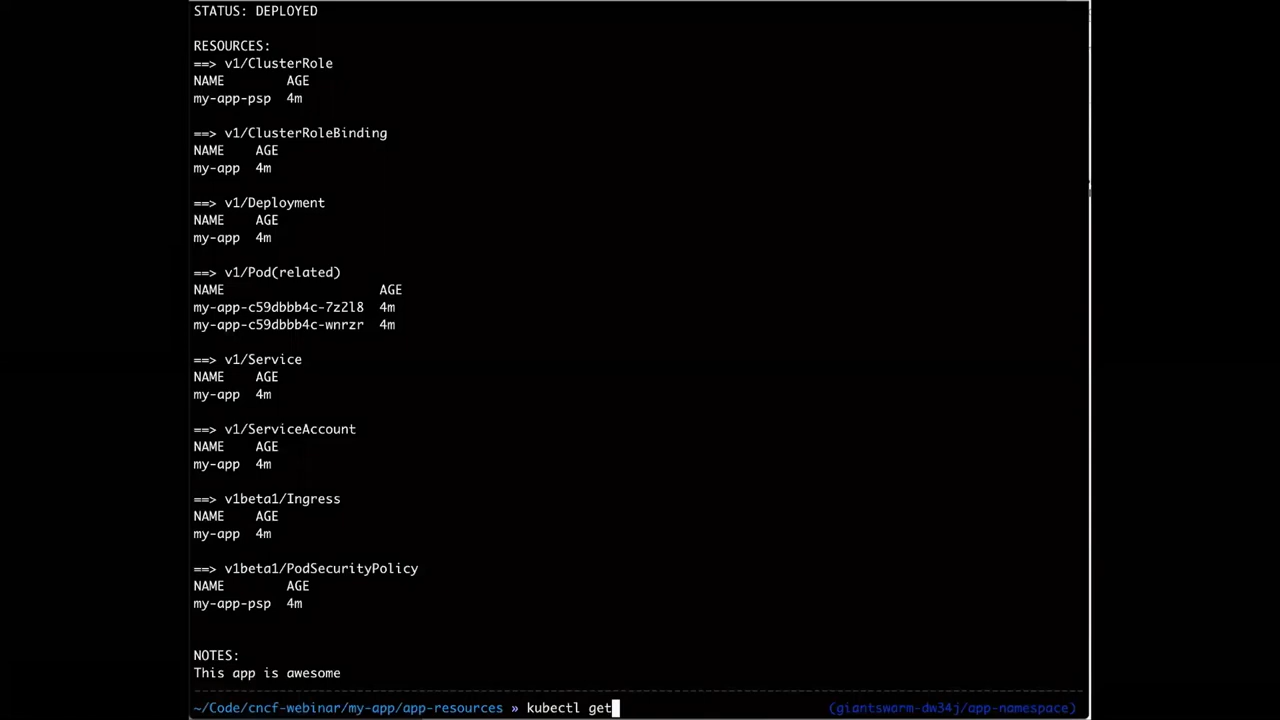 STATUS: DEPLOYED
RESOURCES:
==> v1/ClusterRole
NAME AGE
my-app-psp 4m
==> v1/ClusterRoleBinding
NAME AGE
my-app 4m
==> v1/Deployment
NAME AGE
my-app 4m
==> v1/Pod(related)
NAME AGE
my-app-c59dbbb4c-7z2l8 4m
my-app-c59dbbb4c-wnrzr 4m
==> v1/Service
NAME AGE
my-app 4m
==> v1/ServiceAccount
NAME AGE
my-app 4m
==> v1beta1/Ingress
NAME AGE
my-app 4m
==> v1beta1/PodSecurityPolicy
NAME AGE
my-app-psp 4m
NOTES:
This app is awesome
~/Code/cncf-webinar/my-app/app-resources » kubectl get (giantswarm-dw34j/app-namespace)